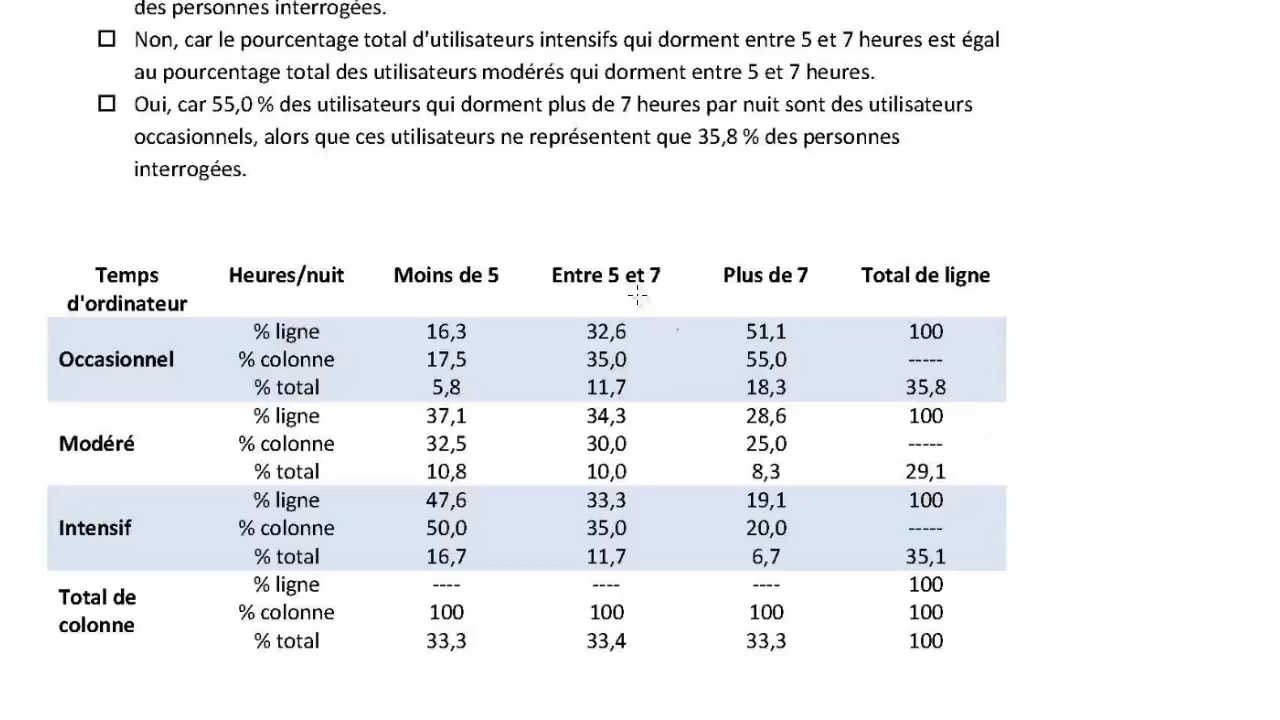 des personnes interrogées.
☐ Non, car le pourcentage total d'utilisateurs intensifs qui dorment entre 5 et 7 heures est égal
au pourcentage total des utilisateurs modérés qui dorment entre 5 et 7 heures.
☐ Oui, car 55,0 % des utilisateurs qui dorment plus de 7 heures par nuit sont des utilisateurs
occasionnels, alors que ces utilisateurs ne représentent que 35,8 % des personnes
interrogées.
Temps Heures/nuit Moins de 5 Entre 5 et 7 Plus de 7 Total de ligne
d'ordinateur
% ligne 16,3 32,6 51,1 100
Occasionnel % colonne 17,5 35,0 55,0 -----
% total 5,8 11,7 18,3 35,8
% ligne 37,1 34,3 28,6 100
Modéré % colonne 32,5 30,0 25,0 -----
% total 10,8 10,0 8,3 29,1
% ligne 47,6 33,3 19,1 100
Intensif % colonne 50,0 35,0 20,0 -----
% total 16,7 11,7 6,7 35,1
Total de % ligne ---- ---- ---- 100
colonne % colonne 100 100 100 100
% total 33,3 33,4 33,3 100